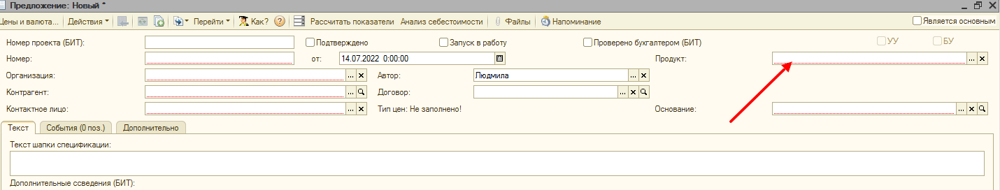 Предложение: Новый *
Цены и валюта... Действия Перейти Как? Рассчитать показатели Анализ себестоимости Файлы Напоминание Является основным
Номер проекта (БИТ): Подтверждено Запуск в работу Проверено бухгалтером (БИТ) УУ БУ
Номер: от: 14.07.2022 0:00:00 Продукт:
Организация: Автор: Людмила
Контрагент: Договор:
Контактное лицо: Тип цен: Не заполнено! Основание:
Текст События (0 поз.) Дополнительно
Текст шапки спецификации:
Дополнительные ссведения (БИТ):